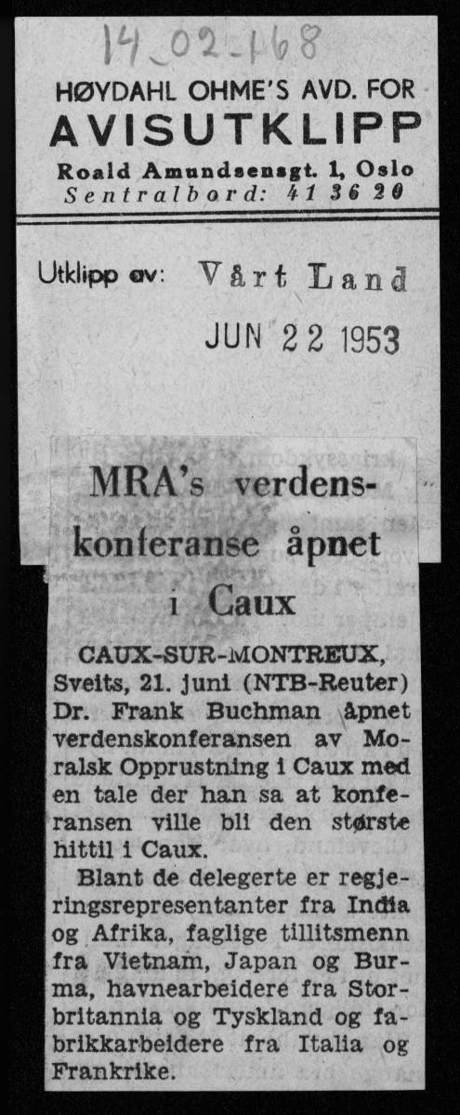 14_02-168
HØYDAHL OHME'S AVD. FOR
AVISUTKLIPP
Roald Amundsensgt. 1, Oslo
Sentralbord: 41 36 20
Utklipp av: Vårt Land
JUN 22 1953
MRA's verdens-
konferanse åpnet
i Caux
CAUX-SUR-MONTREUX,
Sveits, 21. juni (NTB-Reuter)
Dr. Frank Buchman åpnet
verdenskonferansen av Mo-
ralsk Opprustning i Caux med
en tale der han sa at konfe-
ransen ville bli den største
hittil i Caux.
Blant de delegerte er regje-
ringsrepresentanter fra India
og Afrika, faglige tillitsmenn
fra Vietnam, Japan og Bur-
ma, havnearbeidere fra Stor-
britannia og Tyskland og fa-
brikkarbeidere fra Italia og
Frankrike.